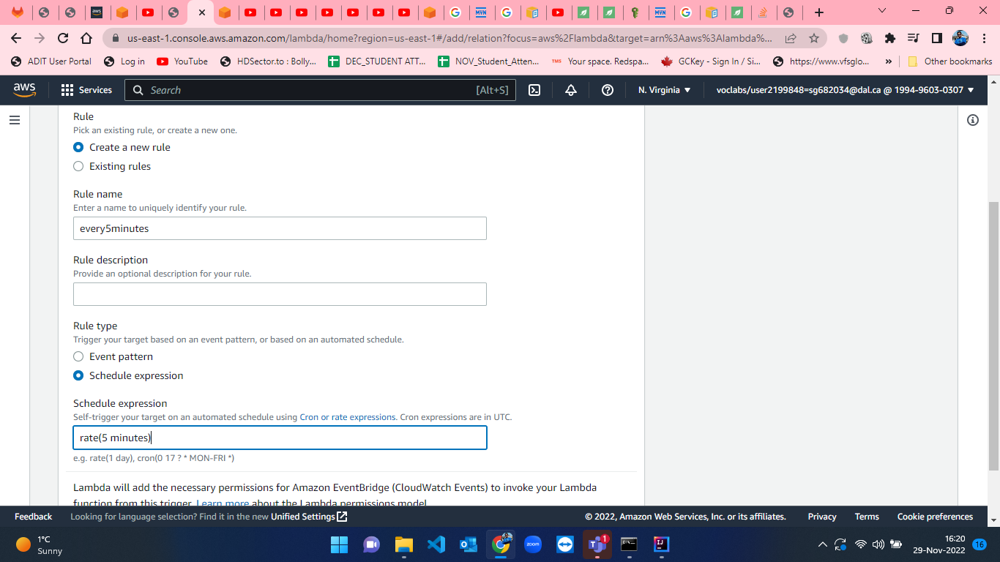 us-east-1.console.aws.amazon.com/lambda/home?region=us-east-1#/add/relation?focus=aws%2Flambda&target=arn%3Aaws%3Alambda%...
ADIT User Portal
Log in
YouTube
HDSector.to : Bolly...
DEC_STUDENT ATT...
NOV_Student_Atten...
TMS
Your space. Redspa...
GCKey - Sign In / Si...
https://www.vfsglo...
»
Other bookmarks
aws
Services
Search
[Alt+S]
N. Virginia
voclabs/user2199848=sg682034@dal.ca @ 1994-9603-0307
Rule
Pick an existing rule, or create a new one.
Create a new rule
Existing rules
Rule name
Enter a name to uniquely identify your rule.
every5minutes
Rule description
Provide an optional description for your rule.
Rule type
Trigger your target based on an event pattern, or based on an automated schedule.
Event pattern
Schedule expression
Schedule expression
Self-trigger your target on an automated schedule using Cron or rate expressions. Cron expressions are in UTC.
rate(5 minutes)
e.g. rate(1 day), cron(0 17 ? * MON-FRI *)
Lambda will add the necessary permissions for Amazon EventBridge (CloudWatch Events) to invoke your Lambda
function from this trigger. Learn more about the Lambda permissions model.
Feedback
Looking for language selection? Find it in the new Unified Settings
© 2022, Amazon Web Services, Inc. or its affiliates.
Privacy
Terms
Cookie preferences
1°C
Sunny
zoom
1
16:20
29-Nov-2022
16